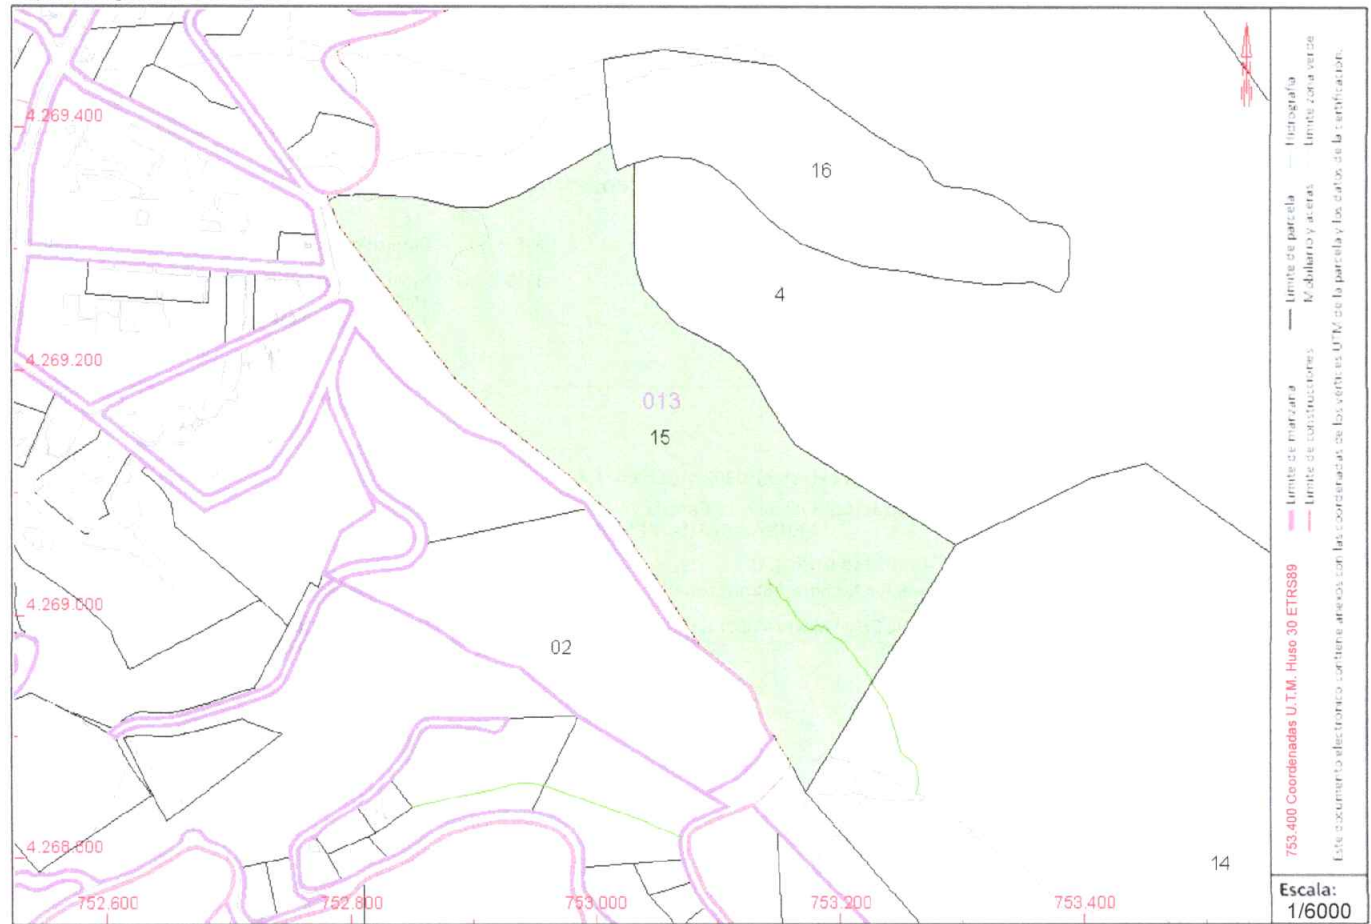 4.269.400
16
4
4.269.200
013
15
4.269.000
02
4.268.800
14
752.600 752.800 753.000 753.200 753.400
753.400 Coordenadas U.T.M. Huso 30 ETRS89
Límite de manzana Límite de parcela Hidrografía
Límite de construcciones Mobiliario y aceras Límite zona verde
Este documento electrónico contiene anexos con las coordenadas de los vértices UTM de la parcela y los datos de la certificación.
Escala:
1/6000